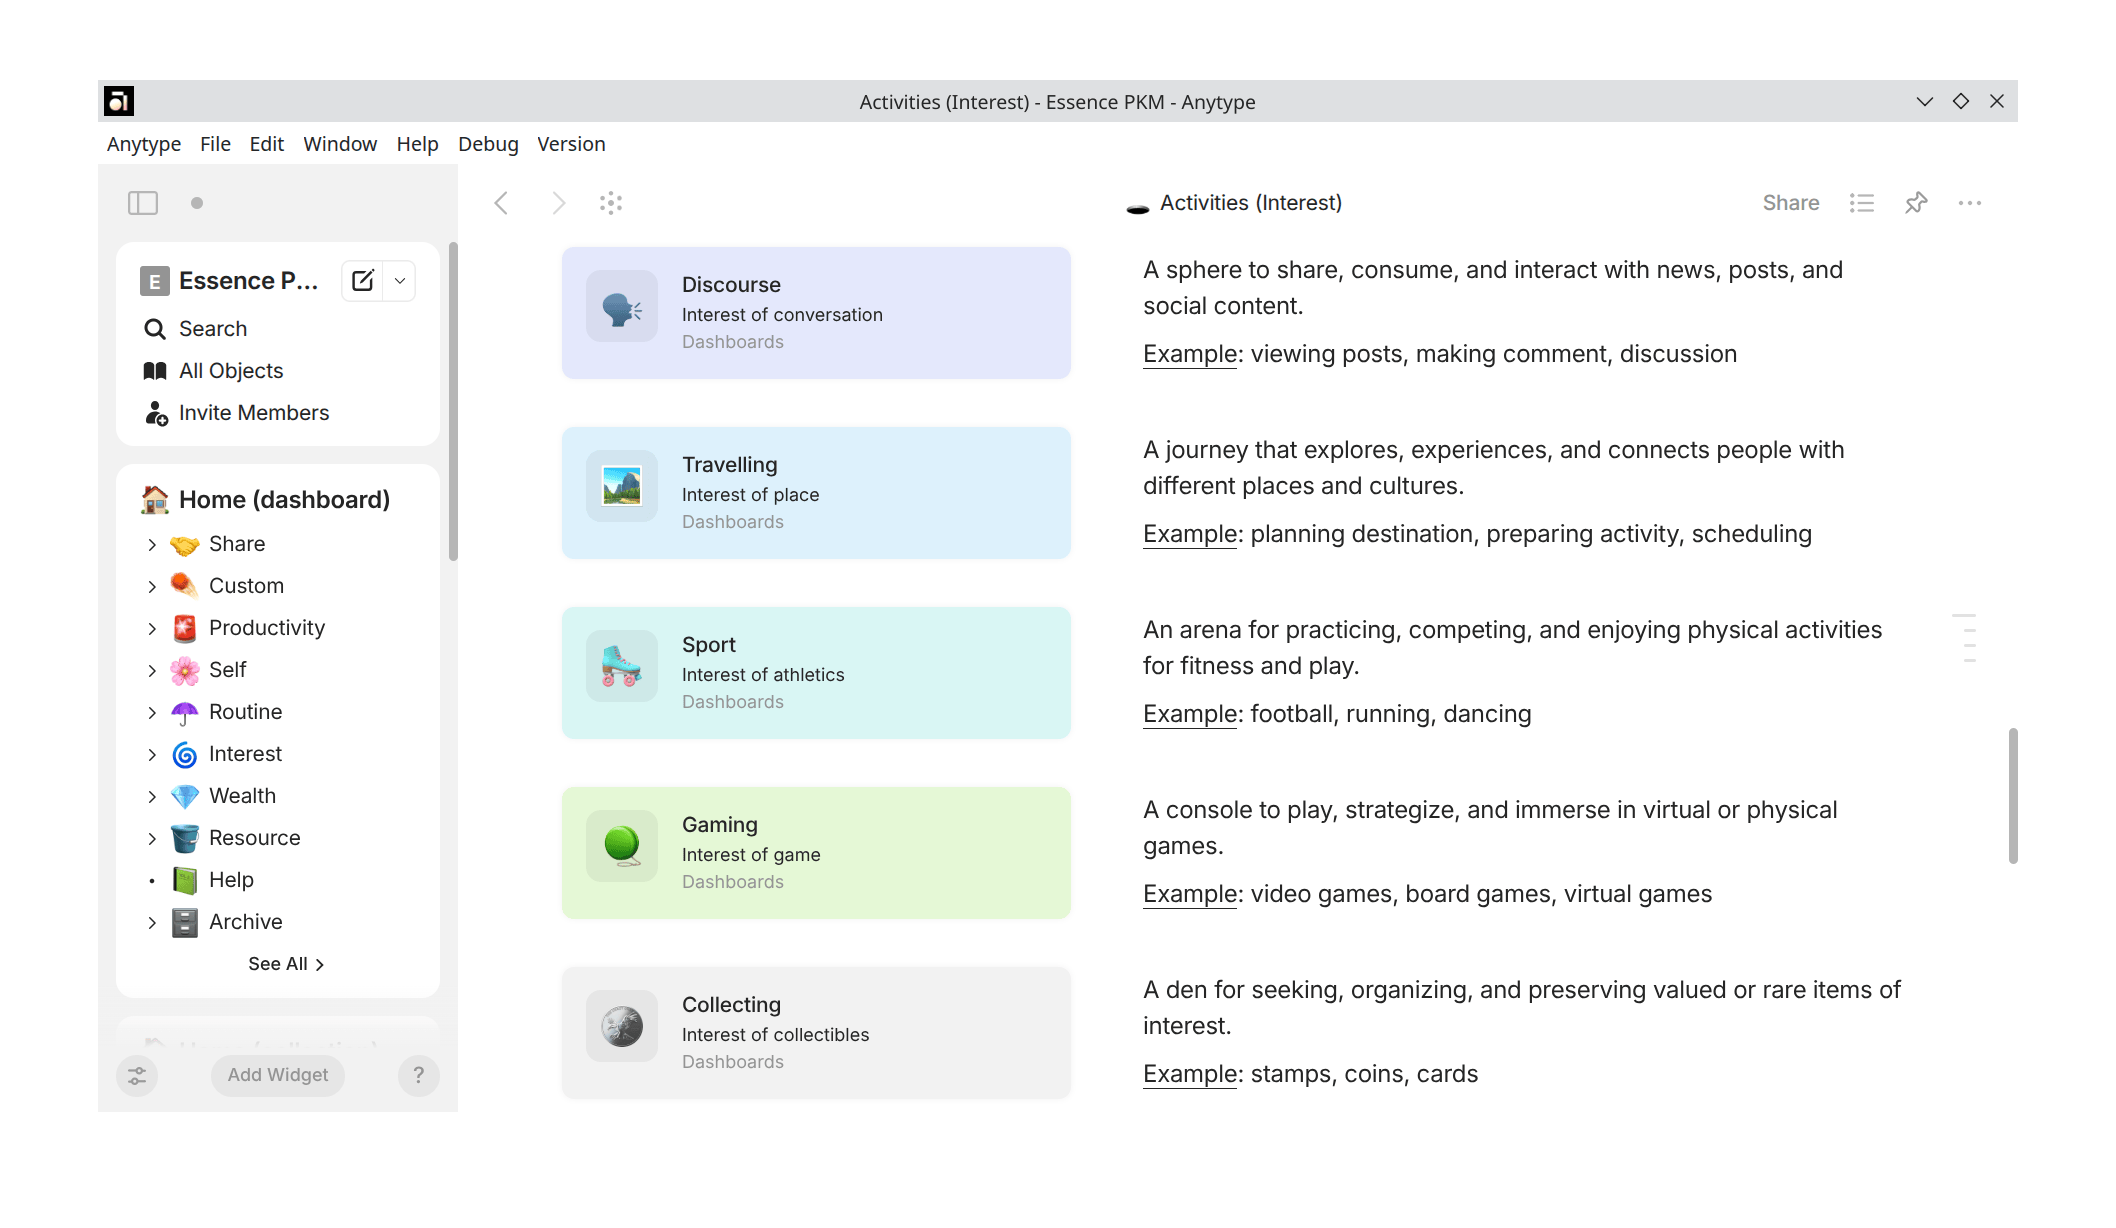 Activities (Interest) - Essence PKM - Anytype
Anytype File Edit Window Help Debug Version
Activities (Interest)
Share
E Essence P...
Search
All Objects
Invite Members
Home (dashboard)
Share
Custom
Productivity
Self
Routine
Interest
Wealth
Resource
Help
Archive
See All
Add Widget
?
Discourse
Interest of conversation
Dashboards
A sphere to share, consume, and interact with news, posts, and
social content.
Example: viewing posts, making comment, discussion
Travelling
Interest of place
Dashboards
A journey that explores, experiences, and connects people with
different places and cultures.
Example: planning destination, preparing activity, scheduling
Sport
Interest of athletics
Dashboards
An arena for practicing, competing, and enjoying physical activities
for fitness and play.
Example: football, running, dancing
Gaming
Interest of game
Dashboards
A console to play, strategize, and immerse in virtual or physical
games.
Example: video games, board games, virtual games
Collecting
Interest of collectibles
Dashboards
A den for seeking, organizing, and preserving valued or rare items of
interest.
Example: stamps, coins, cards